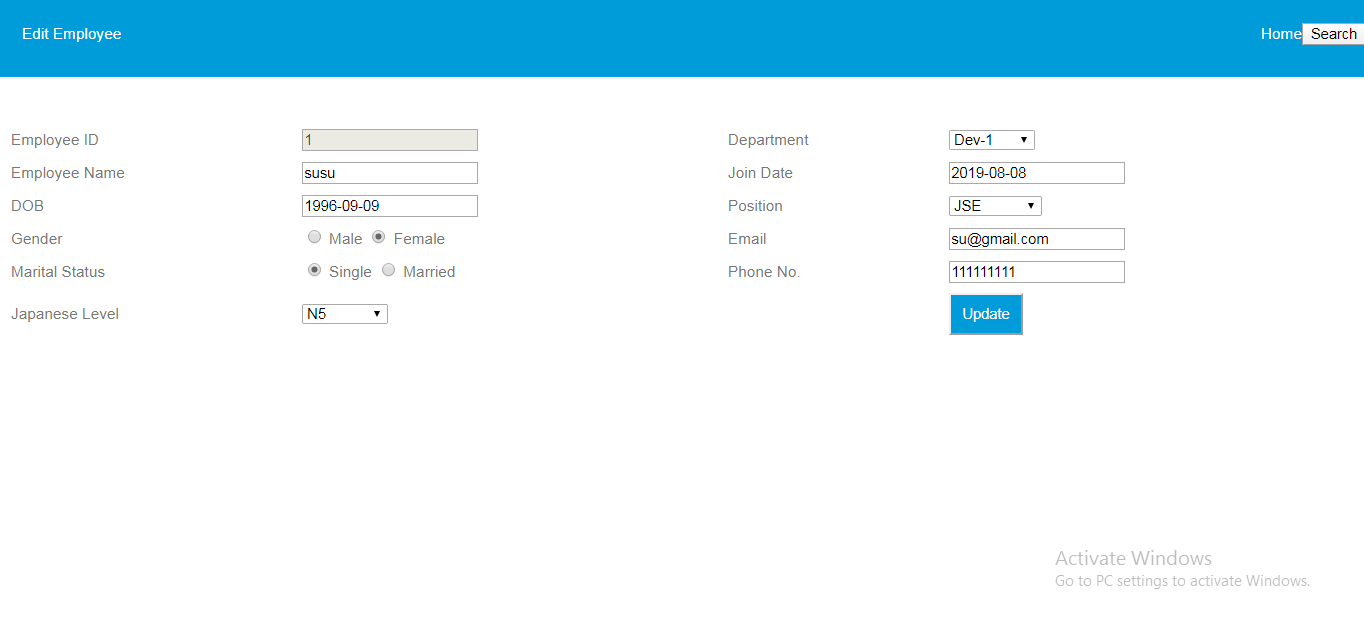 Edit Employee Home Search
Employee ID 1 Department Dev-1
Employee Name susu Join Date 2019-08-08
DOB 1996-09-09 Position JSE
Gender Male Female Email su@gmail.com
Marital Status Single Married Phone No. 111111111
Japanese Level N5 Update
Activate Windows
Go to PC settings to activate Windows.